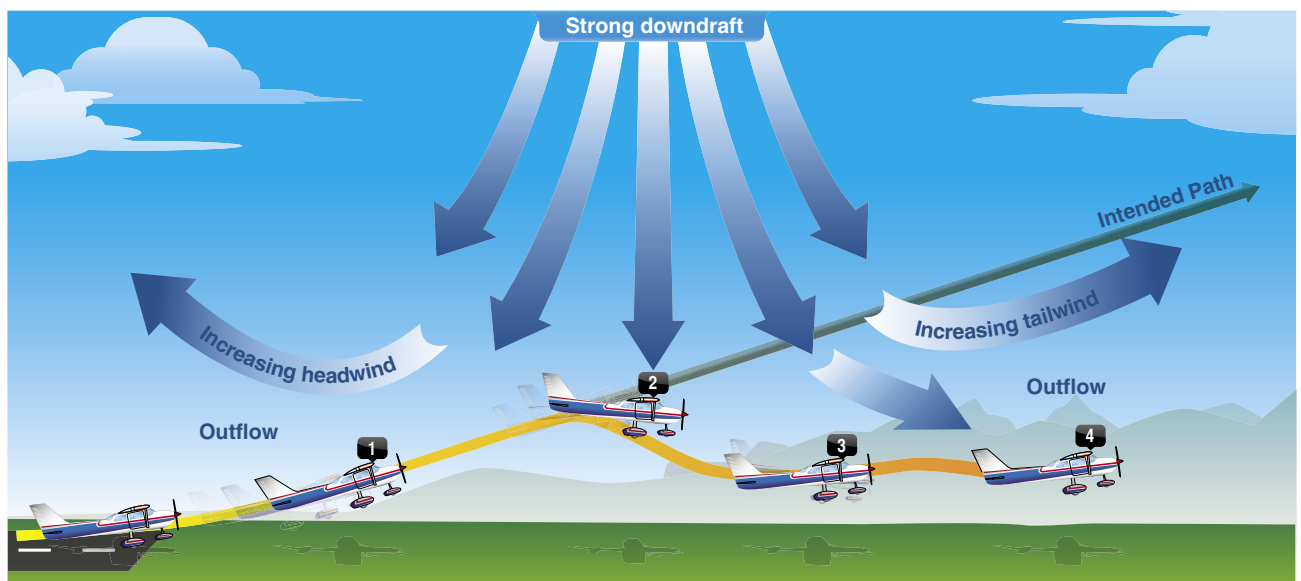 Strong downdraft
Intended Path
Increasing headwind
Increasing tailwind
Outflow
Outflow
1
2
3
4